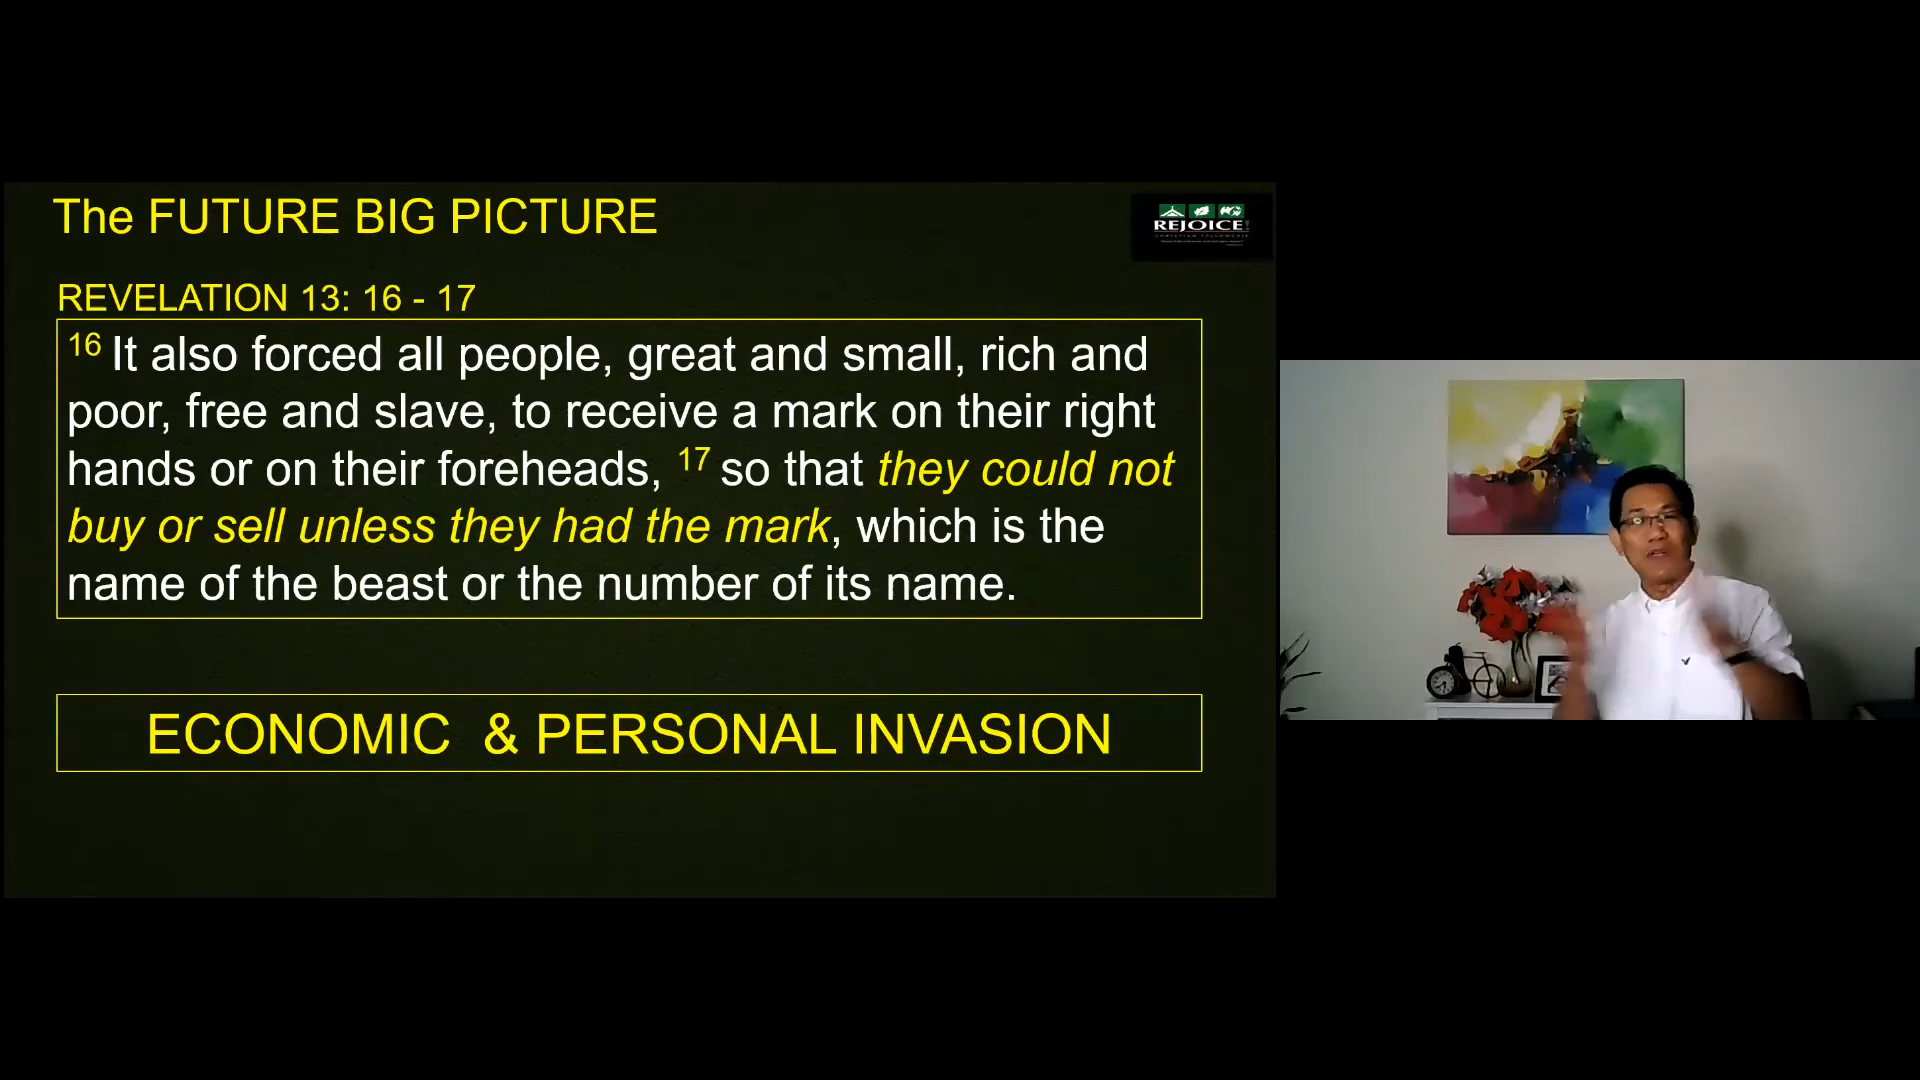 The FUTURE BIG PICTURE
REJOICE
CHRISTIAN FELLOWSHIP
REVELATION 13: 16 - 17
16 It also forced all people, great and small, rich and
poor, free and slave, to receive a mark on their right
hands or on their foreheads, 17 so that they could not
buy or sell unless they had the mark, which is the
name of the beast or the number of its name.
ECONOMIC & PERSONAL INVASION